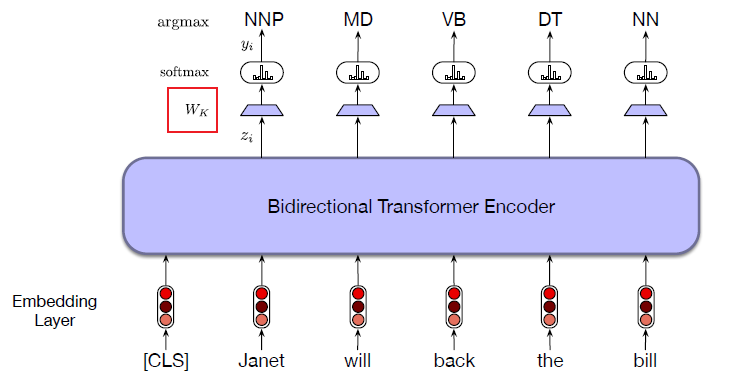 argmax NNP MD VB DT NN
y_i
softmax
W_K
z_i
Bidirectional Transformer Encoder
Embedding
Layer
[CLS] Janet will back the bill